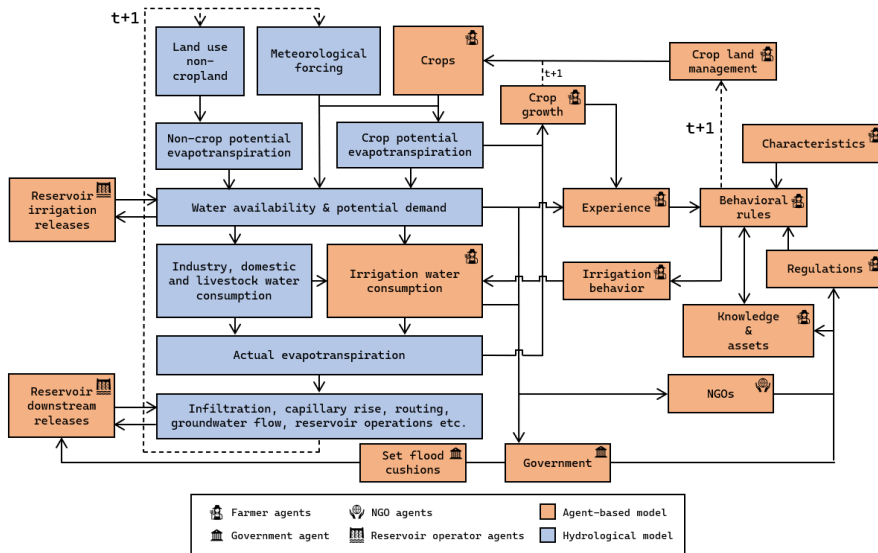 t+1
Land use
non-
cropland
Meteorological
forcing
Crops
Crop land
management
t+1
Crop
growth
t+1
Non-crop potential
evapotranspiration
Crop potential
evapotranspiration
Characteristics
Reservoir
irrigation
releases
Water availability & potential demand
Experience
Behavioral
rules
Industry, domestic
and livestock water
consumption
Irrigation water
consumption
Irrigation
behavior
Regulations
Knowledge
&
assets
Actual evapotranspiration
Reservoir
downstream
releases
Infiltration, capillary rise, routing,
groundwater flow, reservoir operations etc.
NGOs
Set flood
cushions
Government
Farmer agents
NGO agents
Agent-based model
Government agent
Reservoir operator agents
Hydrological model